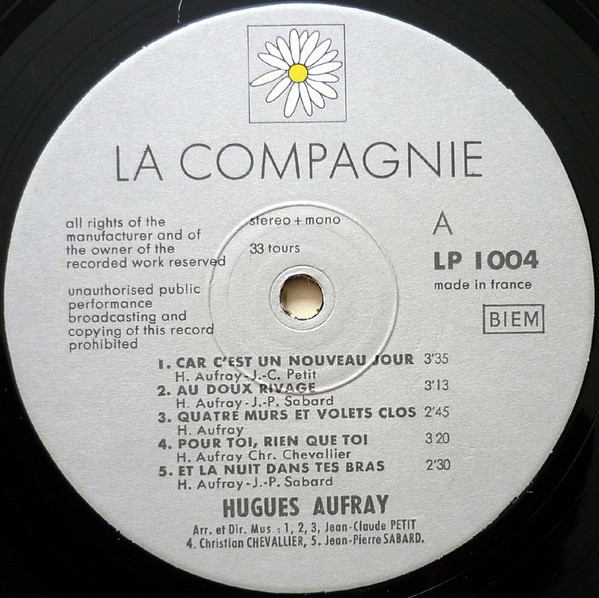 LA COMPAGNIE
all rights of the
manufacturer and of
the owner of the
recorded work reserved
unauthorised public
performance
broadcasting and
copying of this record
prohibited
stereo + mono
33 tours
A
LP 1004
made in france
BIEM
1. CAR C'EST UN NOUVEAU JOUR 3'35
H. Aufray-J.-C. Petit
2. AU DOUX RIVAGE 3'13
H. Aufray-J.-P. Sabard
3. QUATRE MURS ET VOLETS CLOS 2'45
H. Aufray
4. POUR TOI, RIEN QUE TOI 3 20
H. Aufray Chr. Chevallier
5. ET LA NUIT DANS TES BRAS 2'30
H. Aufray-J.-P. Sabard
HUGUES AUFRAY
Arr. et Dir. Mus : 1, 2, 3, Jean-Claude PETIT
4. Christian CHEVALLIER, 5. Jean-Pierre SABARD.